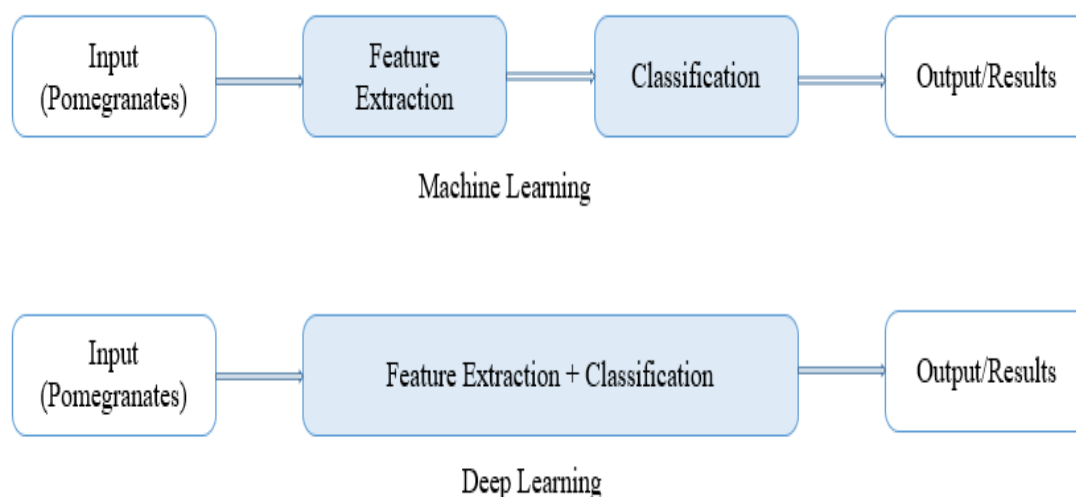 Input
(Pomegranates)
Feature
Extraction
Classification
Output/Results
Machine Learning
Input
(Pomegranates)
Feature Extraction + Classification
Output/Results
Deep Learning